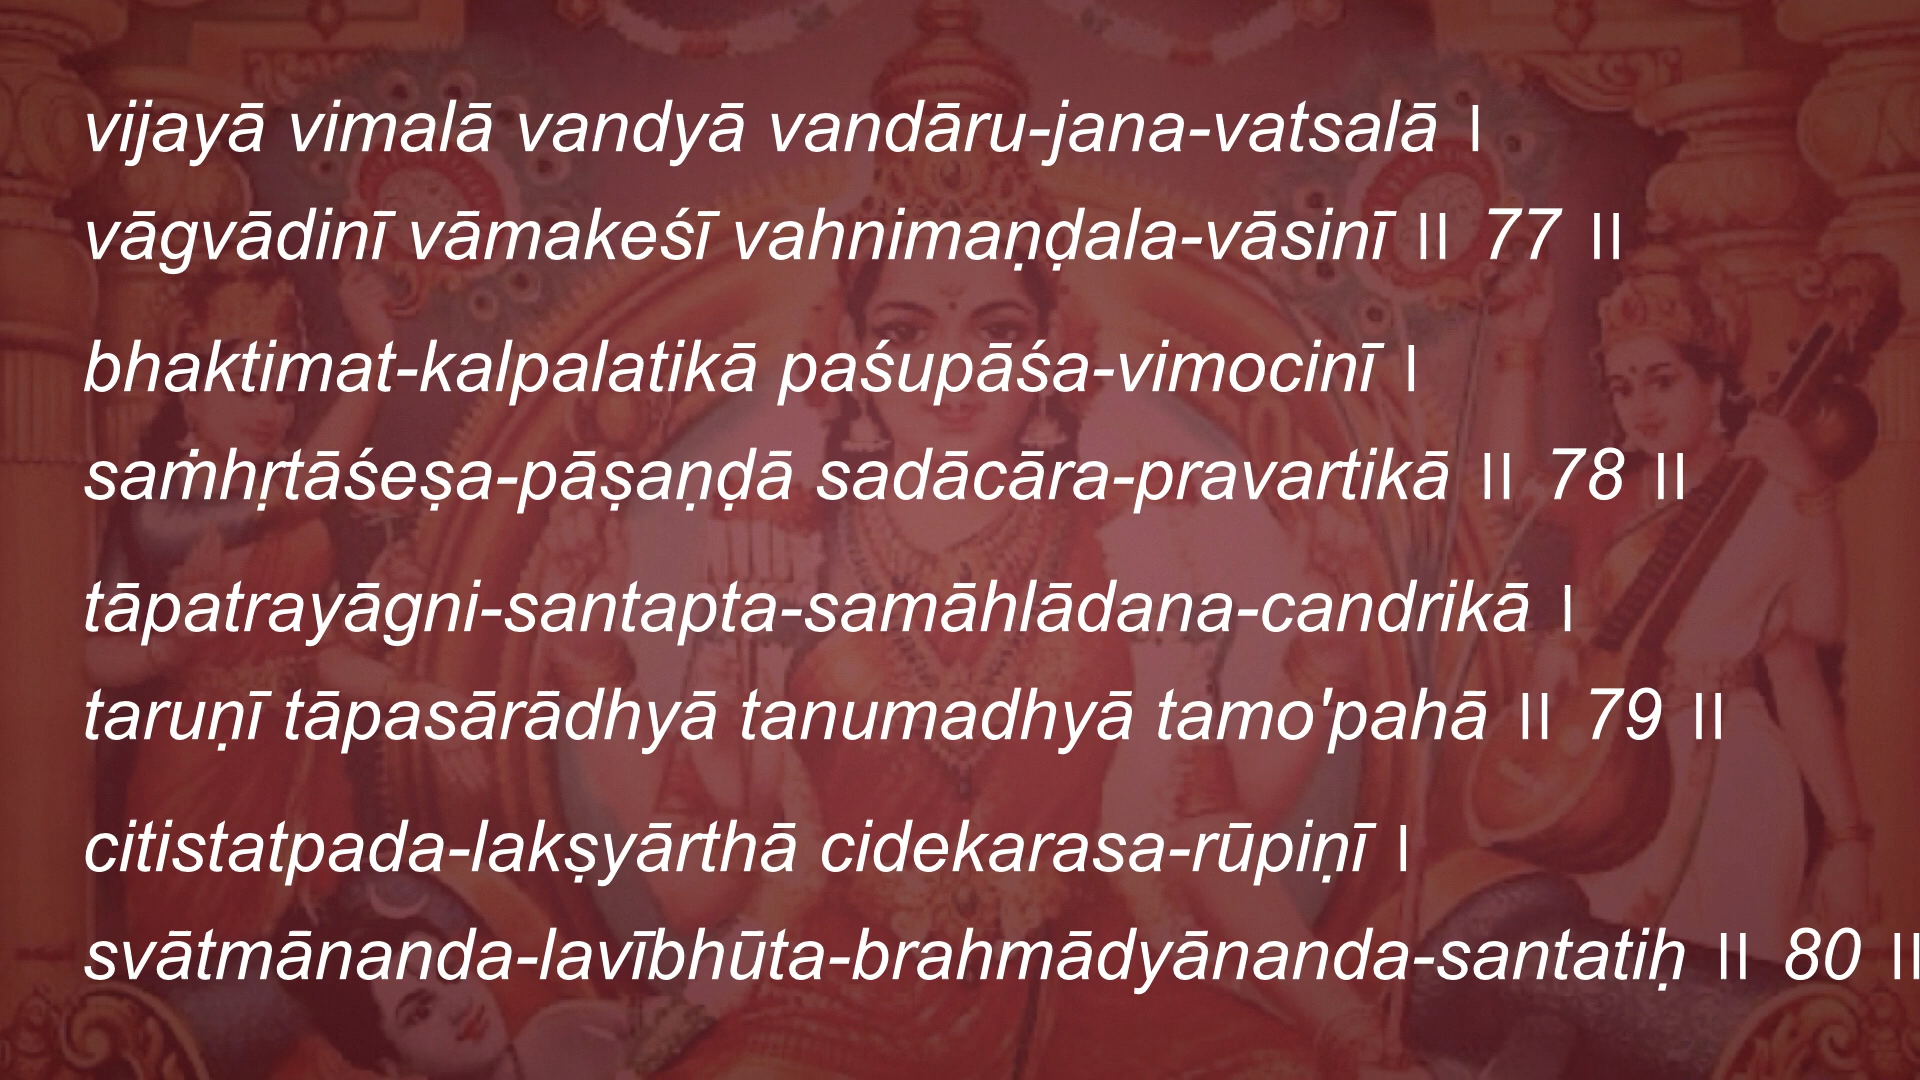 vijayā vimalā vandyā vandāru-jana-vatsalā ।
vāgvādinī vāmakeśī vahnimaṇḍala-vāsinī ॥ 77 ॥
bhaktimat-kalpalatikā paśupāśa-vimocinī ।
saṁhṛtāśeṣa-pāṣaṇḍā sadācāra-pravartikā ॥ 78 ॥
tāpatrayāgni-santapta-samāhlādana-candrikā ।
taruṇī tāpasārādhyā tanumadhyā tamo'pahā ॥ 79 ॥
citistatpada-lakṣyārthā cidekarasa-rūpiṇī ।
svātmānanda-lavībhūta-brahmādyānanda-santatiḥ ॥ 80 ॥